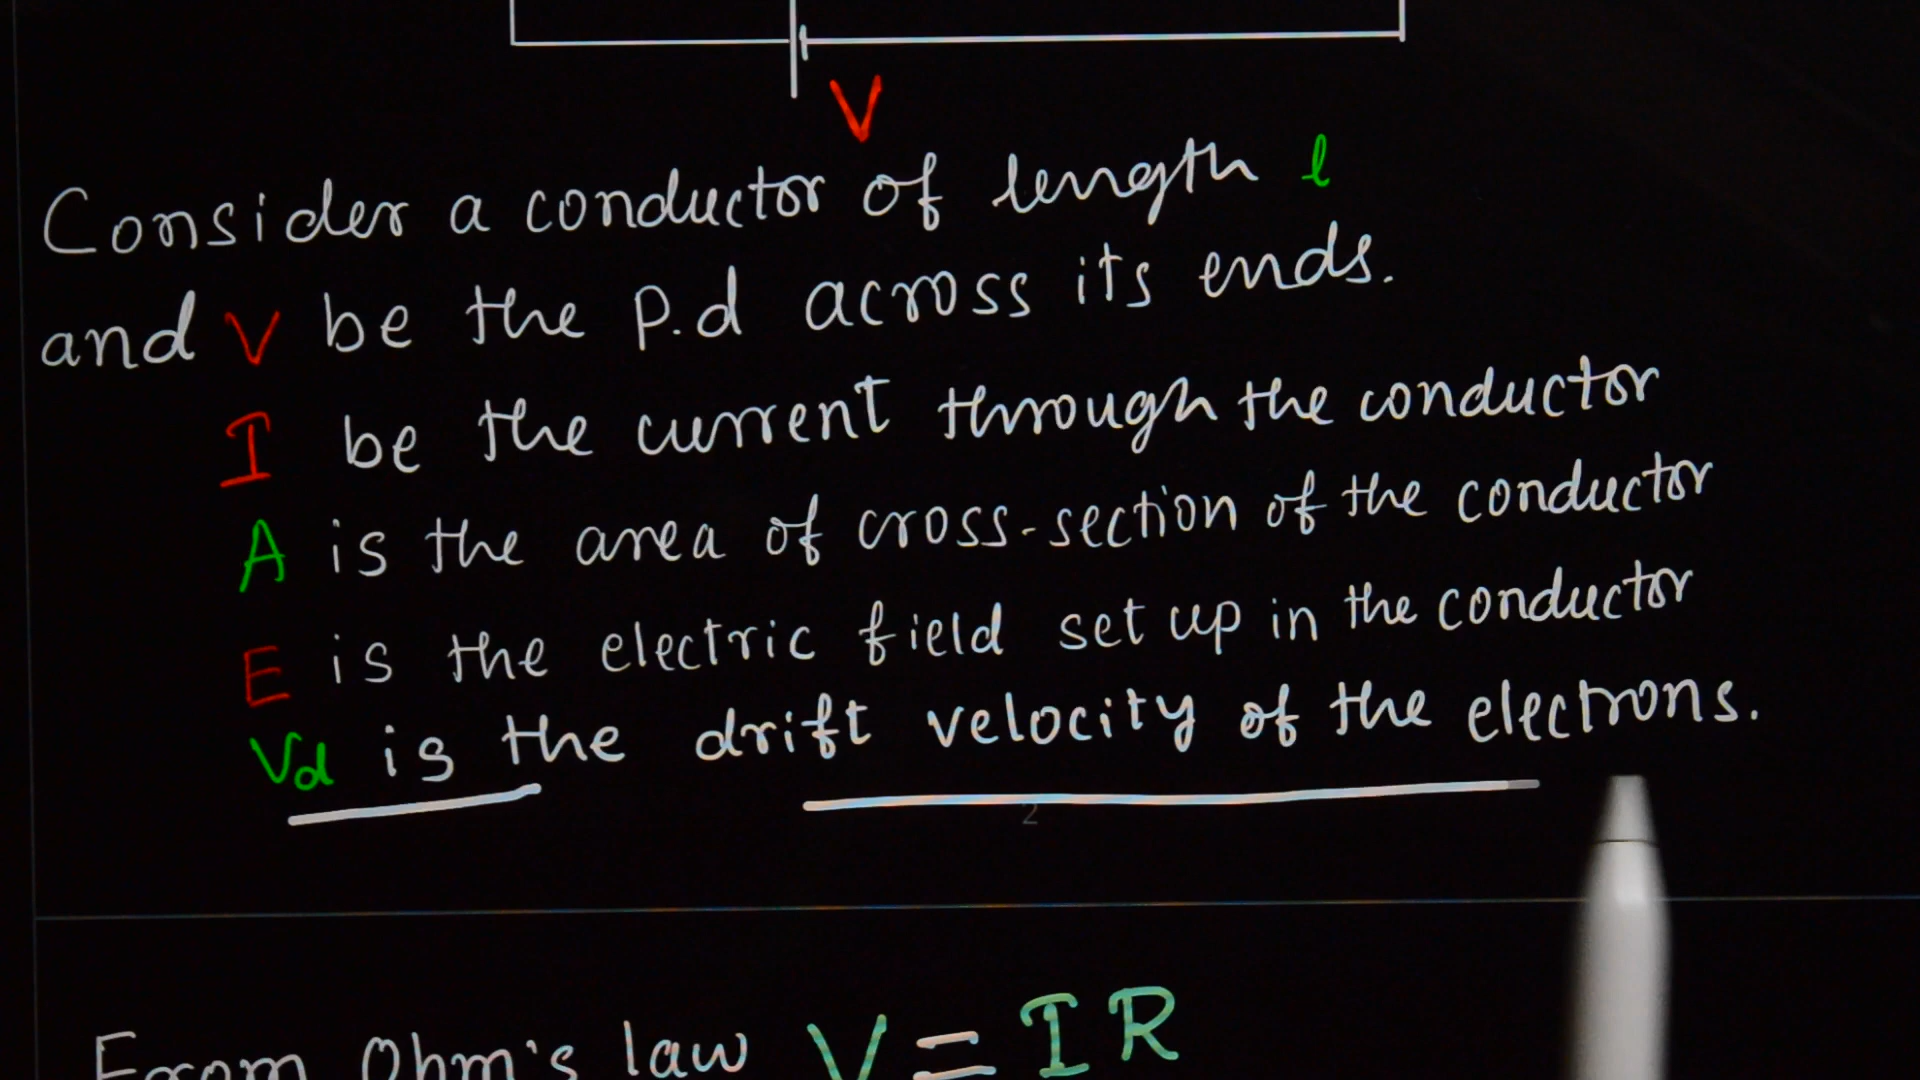 V
Consider a conductor of length l
and V be the P.d across its ends.
I be the current through the conductor
A is the area of cross-section of the conductor
E is the electric field set up in the conductor
Vd is the drift velocity of the electrons.
2
From Ohm's law V = IR